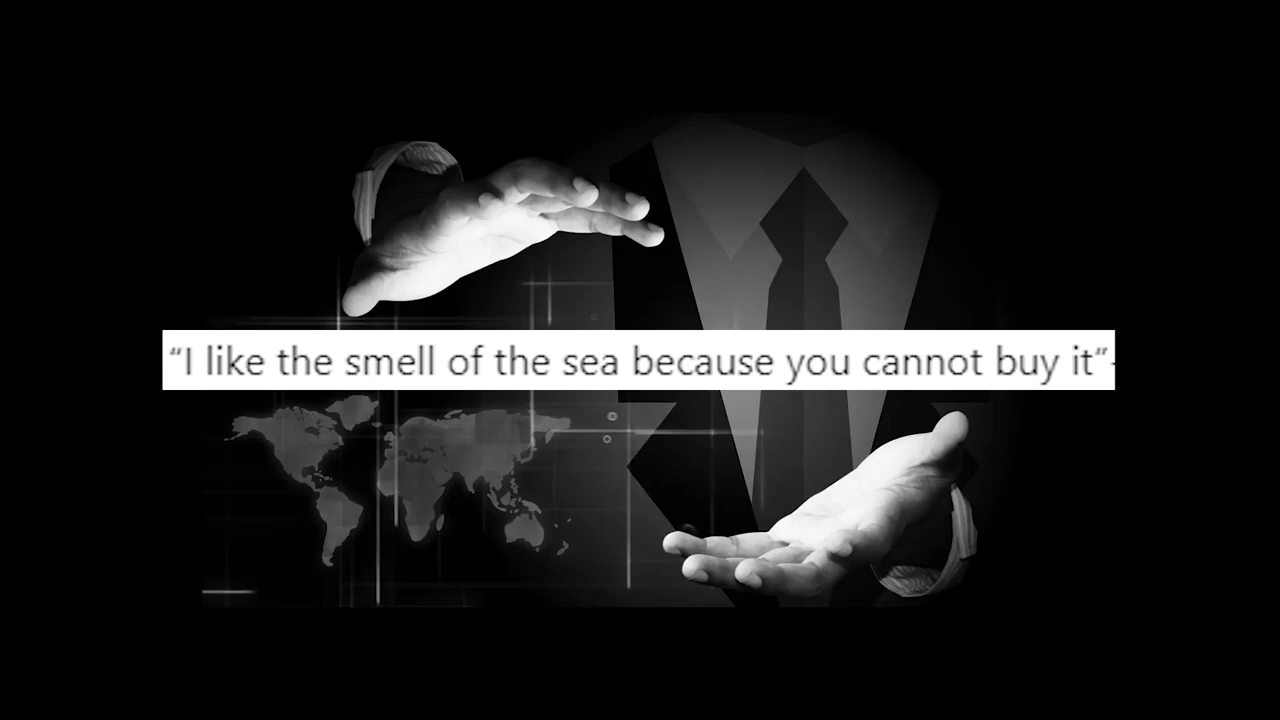 “I like the smell of the sea because you cannot buy it”-